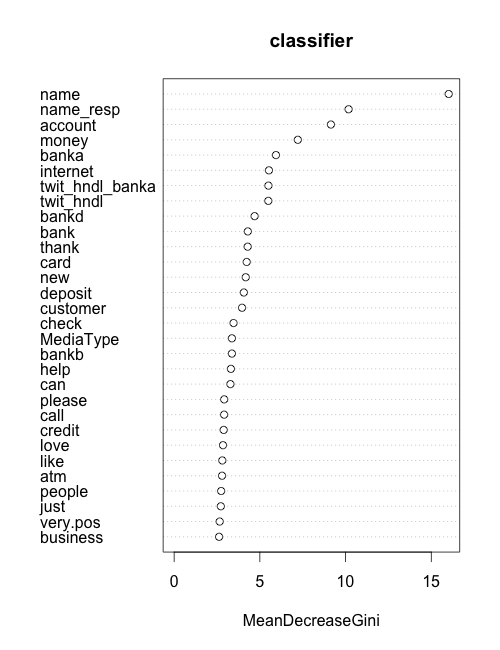 classifier
name
name_resp
account
money
banka
internet
twit_hndl_banka
twit_hndl
bankd
bank
thank
card
new
deposit
customer
check
MediaType
bankb
help
can
please
call
credit
love
like
atm
people
just
very.pos
business
0 5 10 15
MeanDecreaseGini